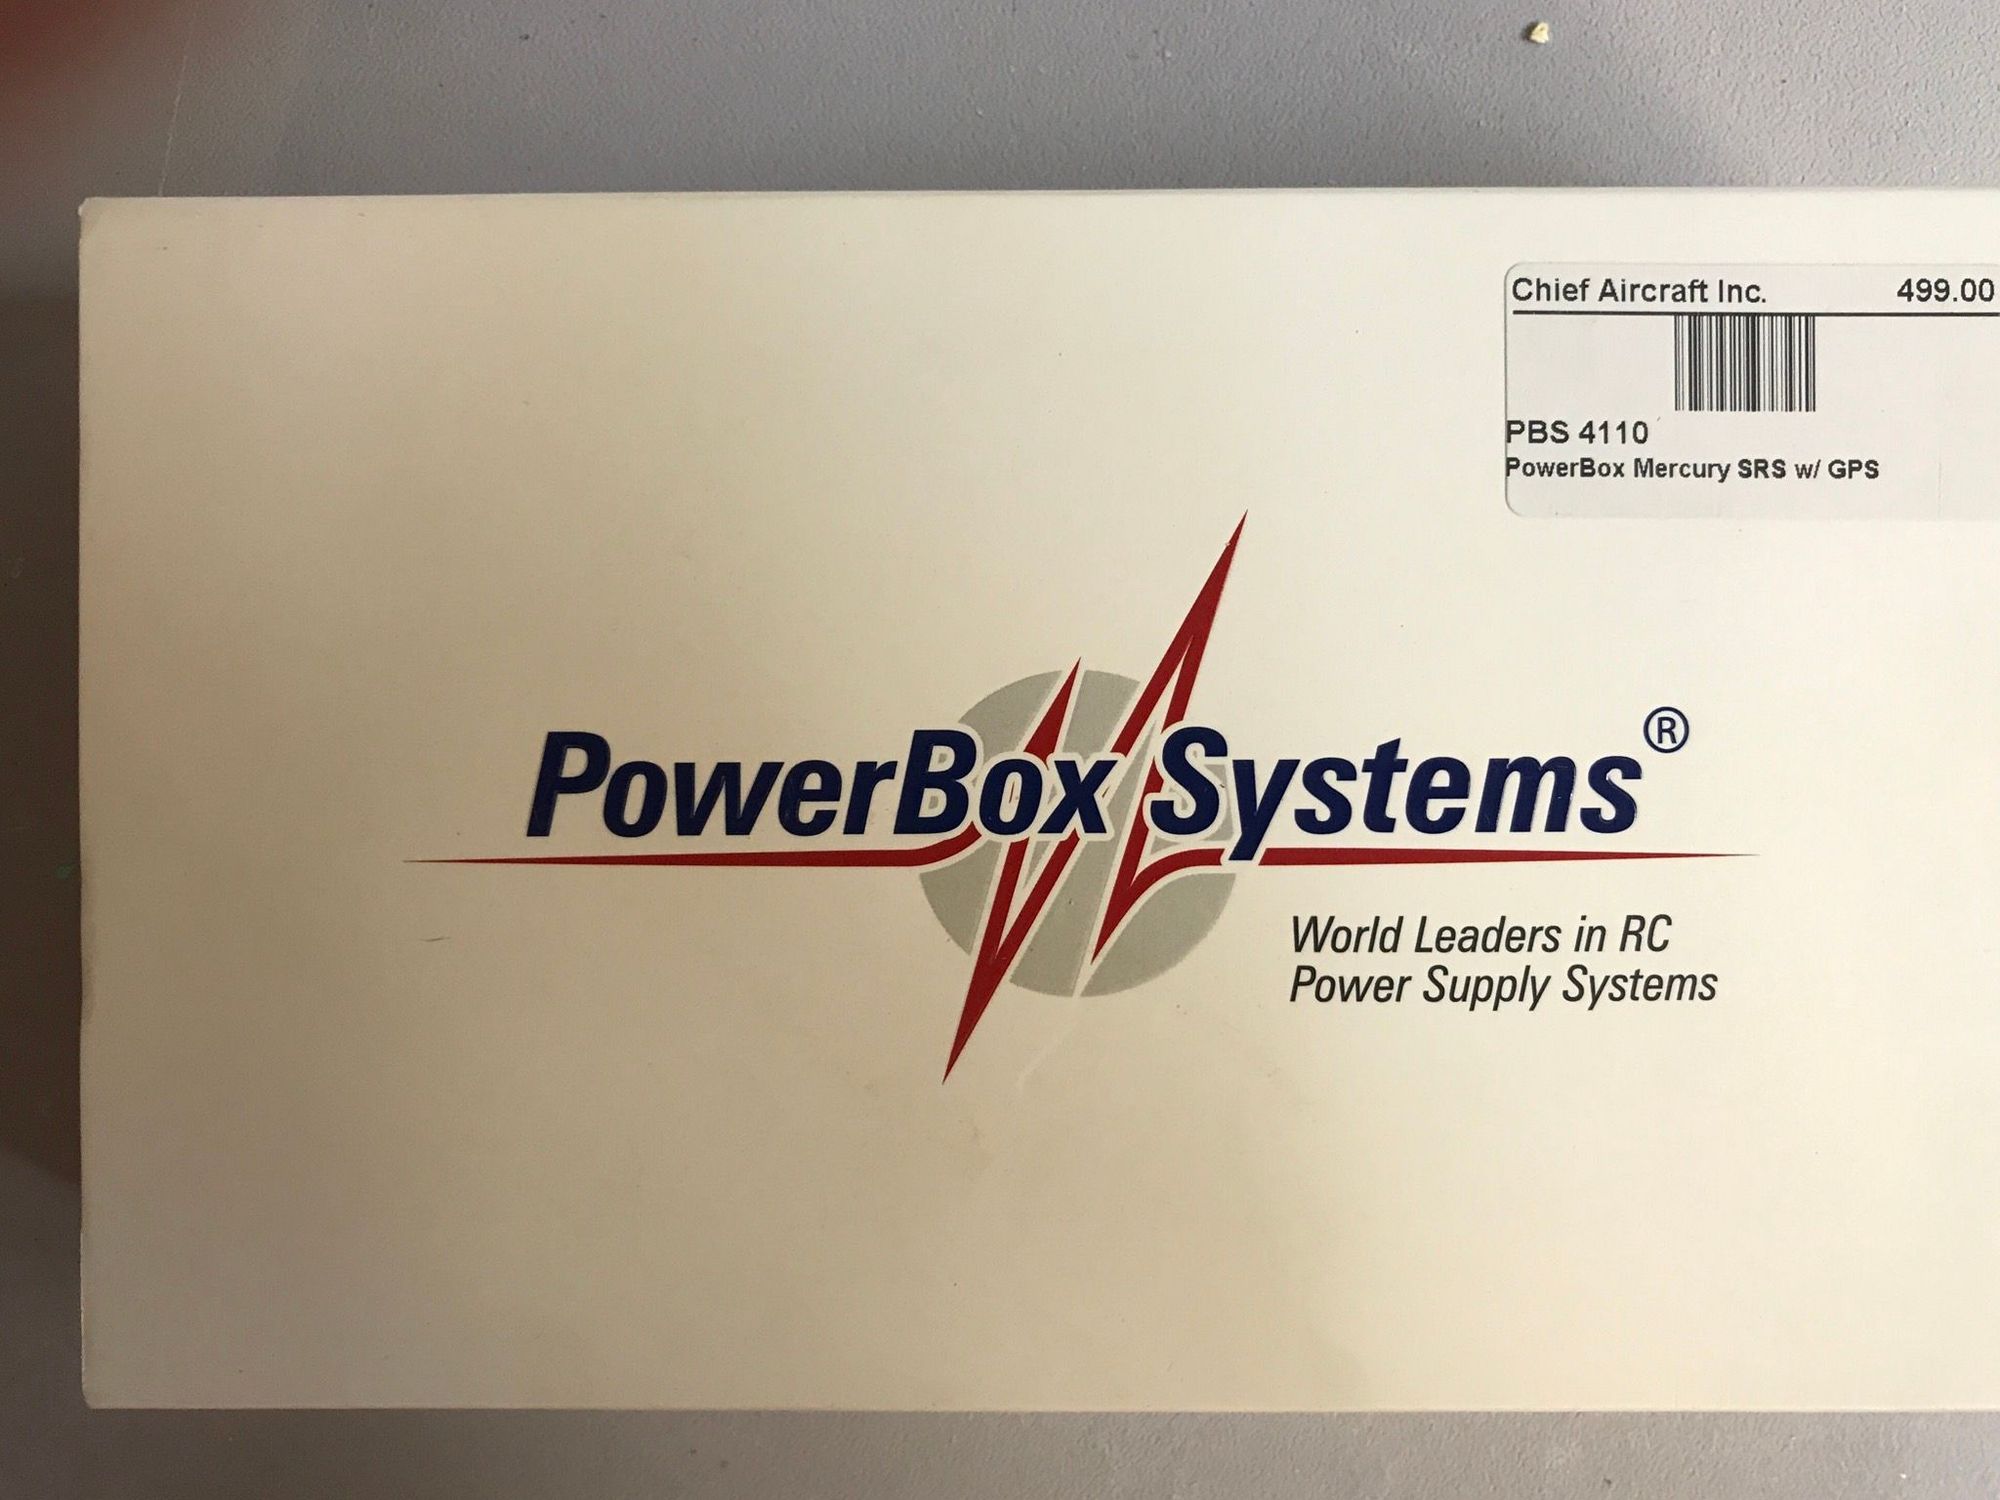 Chief Aircraft Inc. 499.00
PBS 4110
PowerBox Mercury SRS w/ GPS
PowerBox Systems®
World Leaders in RC
Power Supply Systems